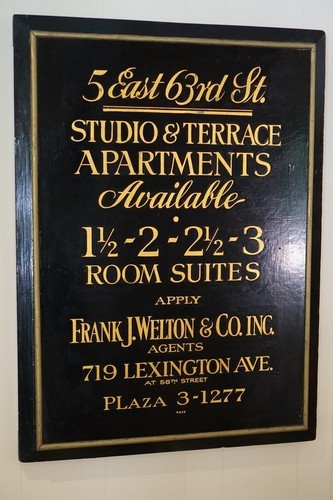 5 East 63rd St.
STUDIO & TERRACE
APARTMENTS
Available
1½ - 2 - 2½ - 3
ROOM SUITES
APPLY
FRANK J. WELTON & CO. INC.
AGENTS
719 LEXINGTON AVE.
AT 58TH STREET
PLAZA 3-1277